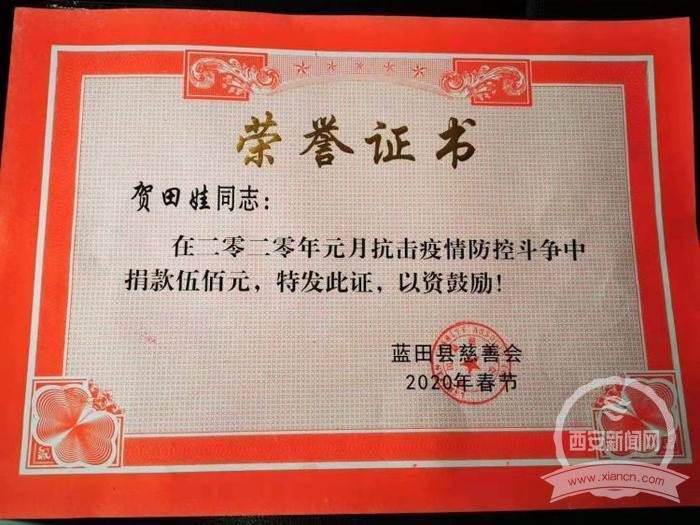 荣誉证书
贺田娃同志：
在二零二零年元月抗击疫情防控斗争中
捐款伍佰元，特发此证，以资鼓励！
蓝田县慈善会
2020年春节
西安新闻网
www.xiancn.com